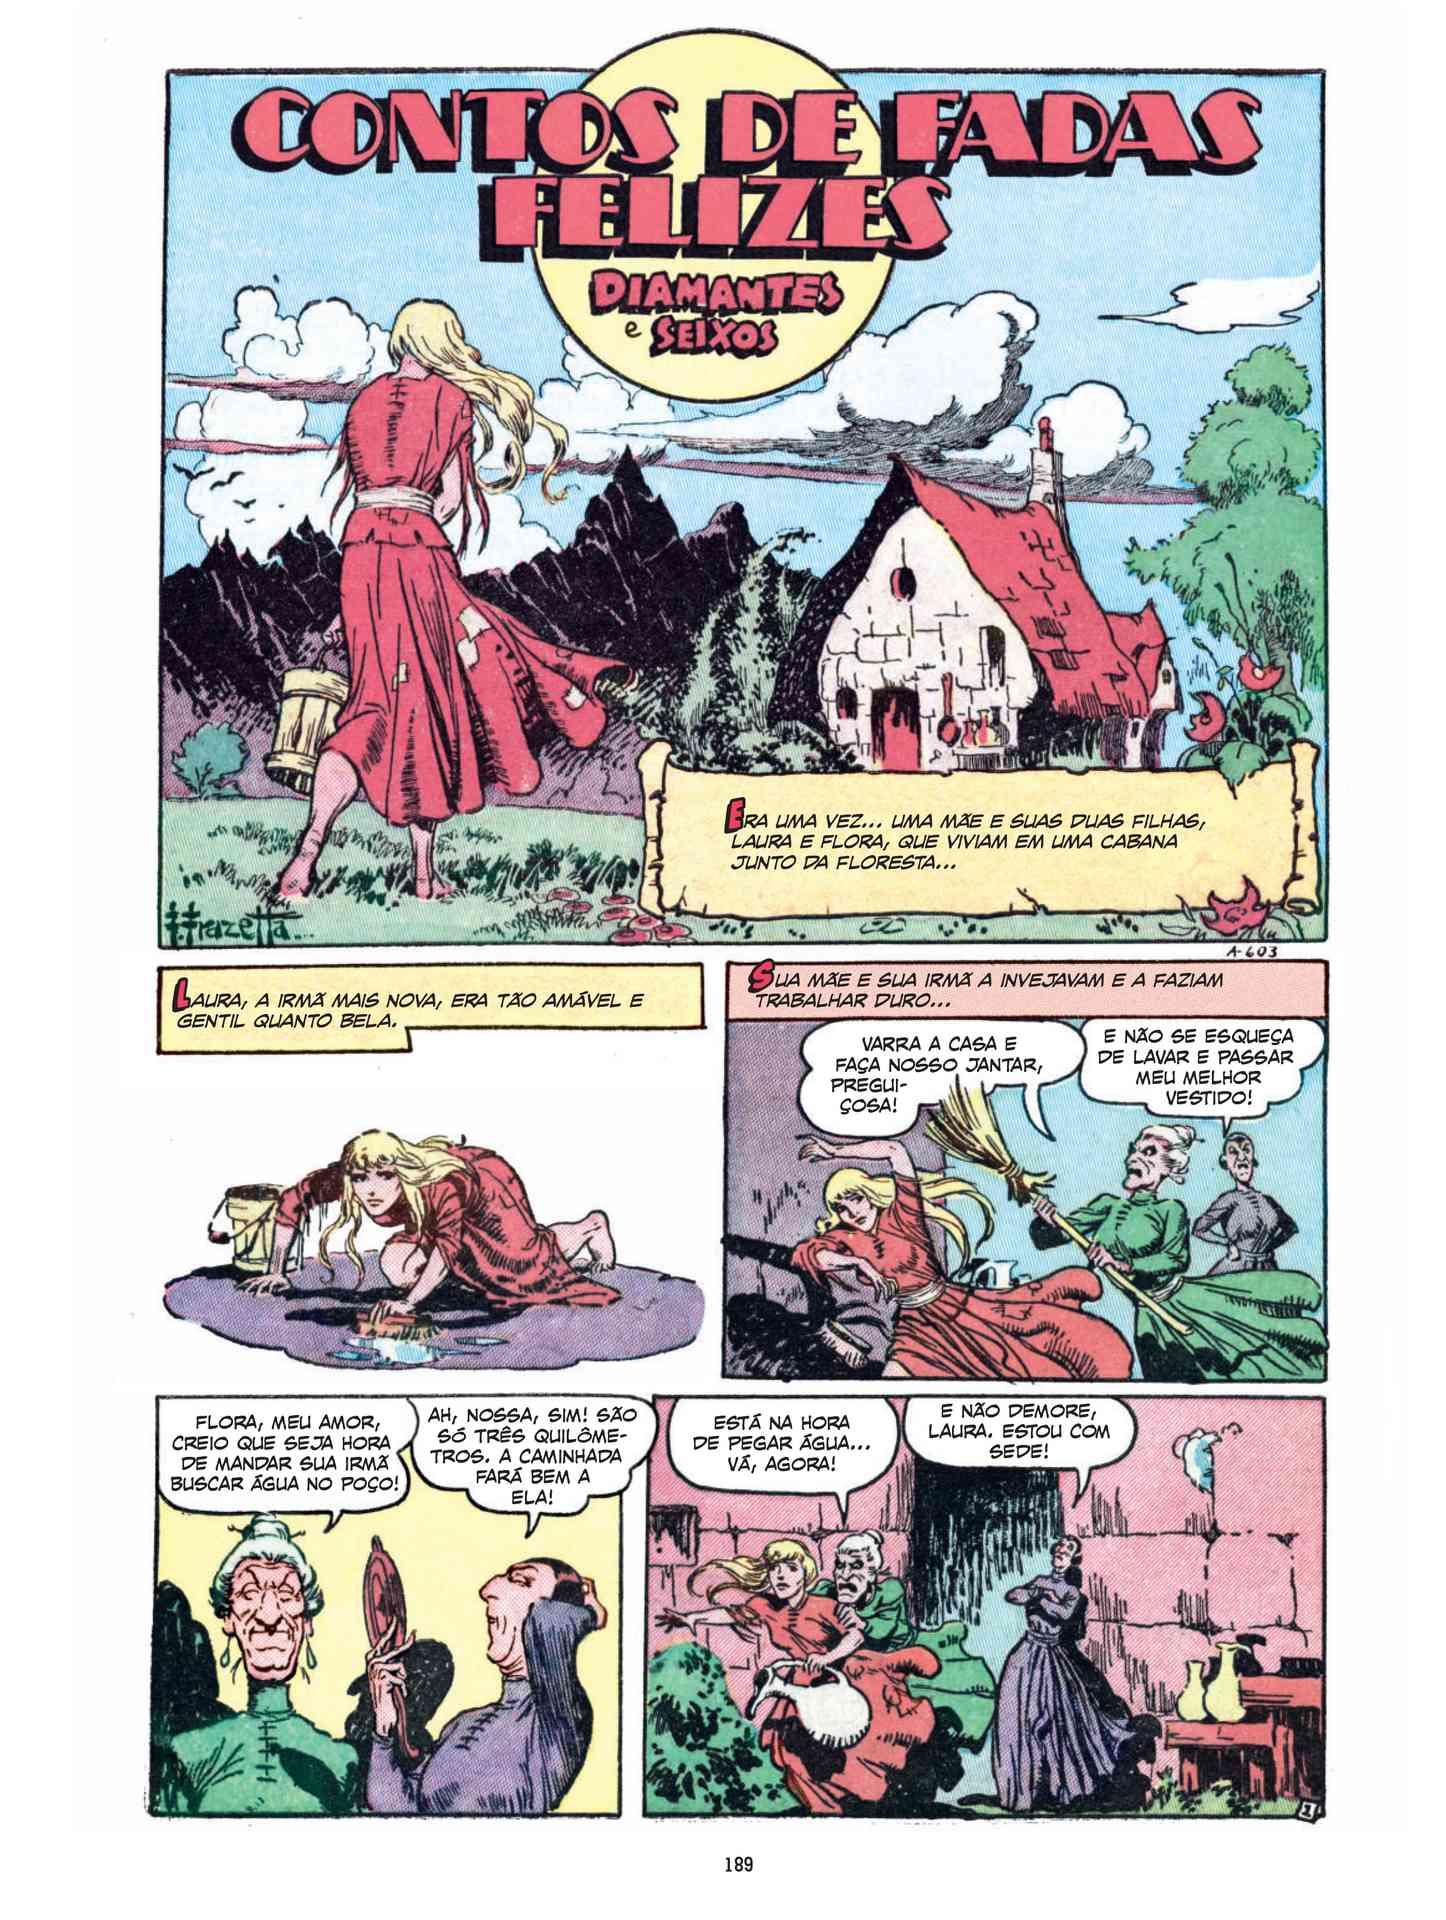 CONTOS DE FADAS
FELIZES
DIAMANTES
e SEIXOS
ERA UMA VEZ... UMA MÃE E SUAS DUAS FILHAS,
LAURA E FLORA, QUE VIVIAM EM UMA CABANA
JUNTO DA FLORESTA...
F. Frazetta...
A-603
LAURA, A IRMÃ MAIS NOVA, ERA TÃO AMÁVEL E
GENTIL QUANTO BELA.
SUA MÃE E SUA IRMÃ A INVEJAVAM E A FAZIAM
TRABALHAR DURO...
VARRA A CASA E
FAÇA NOSSO JANTAR,
PREGUI-
ÇOSA!
E NÃO SE ESQUEÇA
DE LAVAR E PASSAR
MEU MELHOR
VESTIDO!
FLORA, MEU AMOR,
CREIO QUE SEJA HORA
DE MANDAR SUA IRMÃ
BUSCAR ÁGUA NO POÇO!
AH, NOSSA, SIM! SÃO
SÓ TRÊS QUILÔME-
TROS. A CAMINHADA
FARÁ BEM A
ELA!
ESTÁ NA HORA
DE PEGAR ÁGUA...
VÁ, AGORA!
E NÃO DEMORE,
LAURA. ESTOU COM
SEDE!
1
189